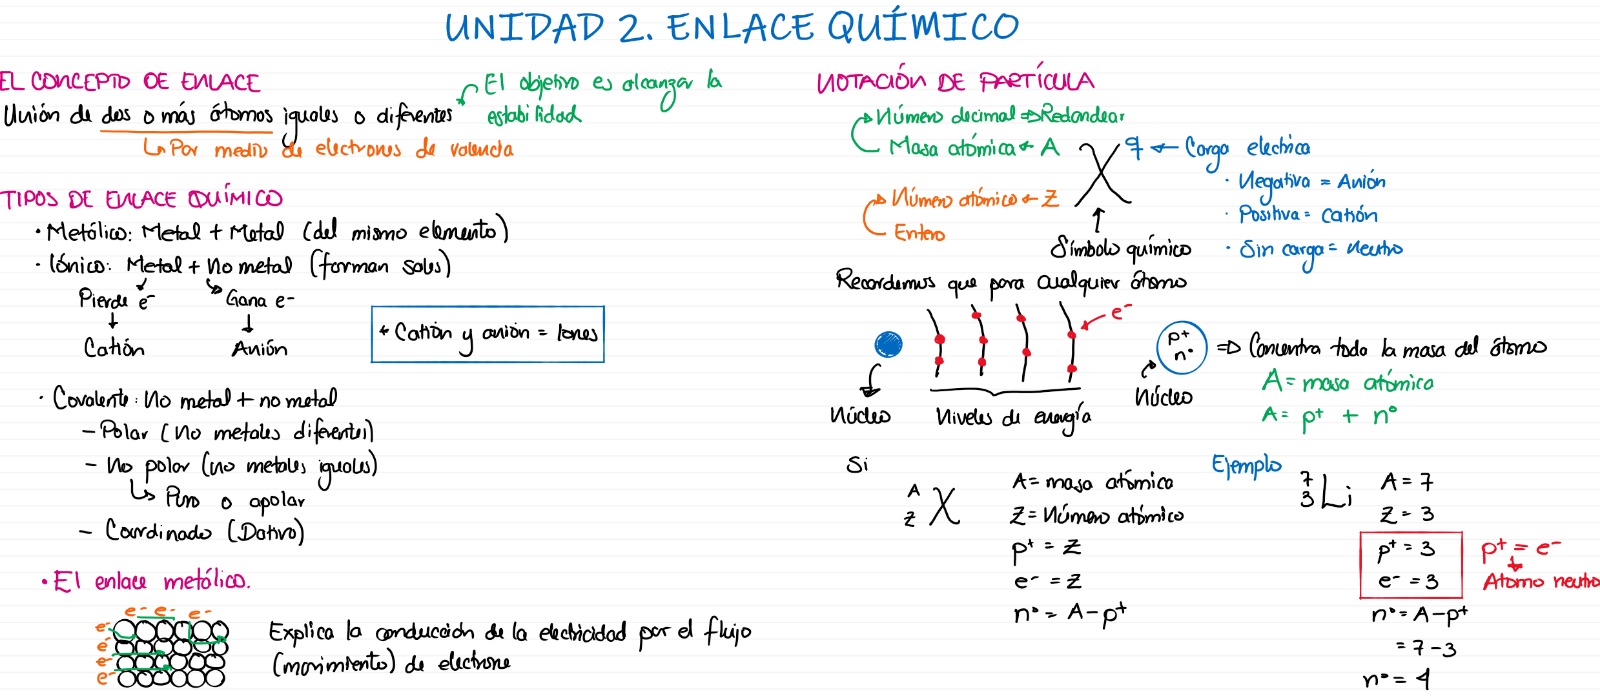 UNIDAD 2. ENLACE QUÍMICO
EL CONCEPTO DE ENLACE
Unión de dos o más átomos iguales o diferentes
El objetivo es alcanzar la
estabilidad
↳ Por medio de electrones de valencia
TIPOS DE ENLACE QUÍMICO
• Metálico: Metal + Metal (del mismo elemento)
• Iónico: Metal + No metal (forman sales)
Pierde e⁻ Gana e⁻
↓ ↓
Catión Anión
* Catión y anión = Iones
• Covalente: No metal + no metal
– Polar (No metales diferentes)
– No polar (no metales iguales)
↳ Puro o apolar
– Coordinado (Dativo)
• El enlace metálico.
e⁻ e⁻ e⁻
e⁻
e⁻
e⁻
e⁻
Explica la conducción de la electricidad por el flujo
(movimiento) de electrone
NOTACIÓN DE PARTÍCULA
Número decimal ⇒ Redondear
Masa atómica ← A X q ← Carga electrica
Número atómico ← Z
Entero
• Negativa = Anión
• Positiva = Catión
• Sin carga = Neutro
↑
Símbolo químico
Recordemos que para cualquier átomo
e⁻
Núcleo
Niveles de energía
p⁺
n°
Núcleo
⇒ Concentra toda la masa del átomo
A = masa atómica
A = p⁺ + n°
Si
A
Z X
A = masa atómica
Z = Número atómico
p⁺ = Z
e⁻ = Z
n° = A – p⁺
Ejemplo
7
3 Li
A = 7
Z = 3
p⁺ = 3
e⁻ = 3
p⁺ = e⁻
↓
Atomo neutro
n° = A – p⁺
= 7 – 3
n° = 4